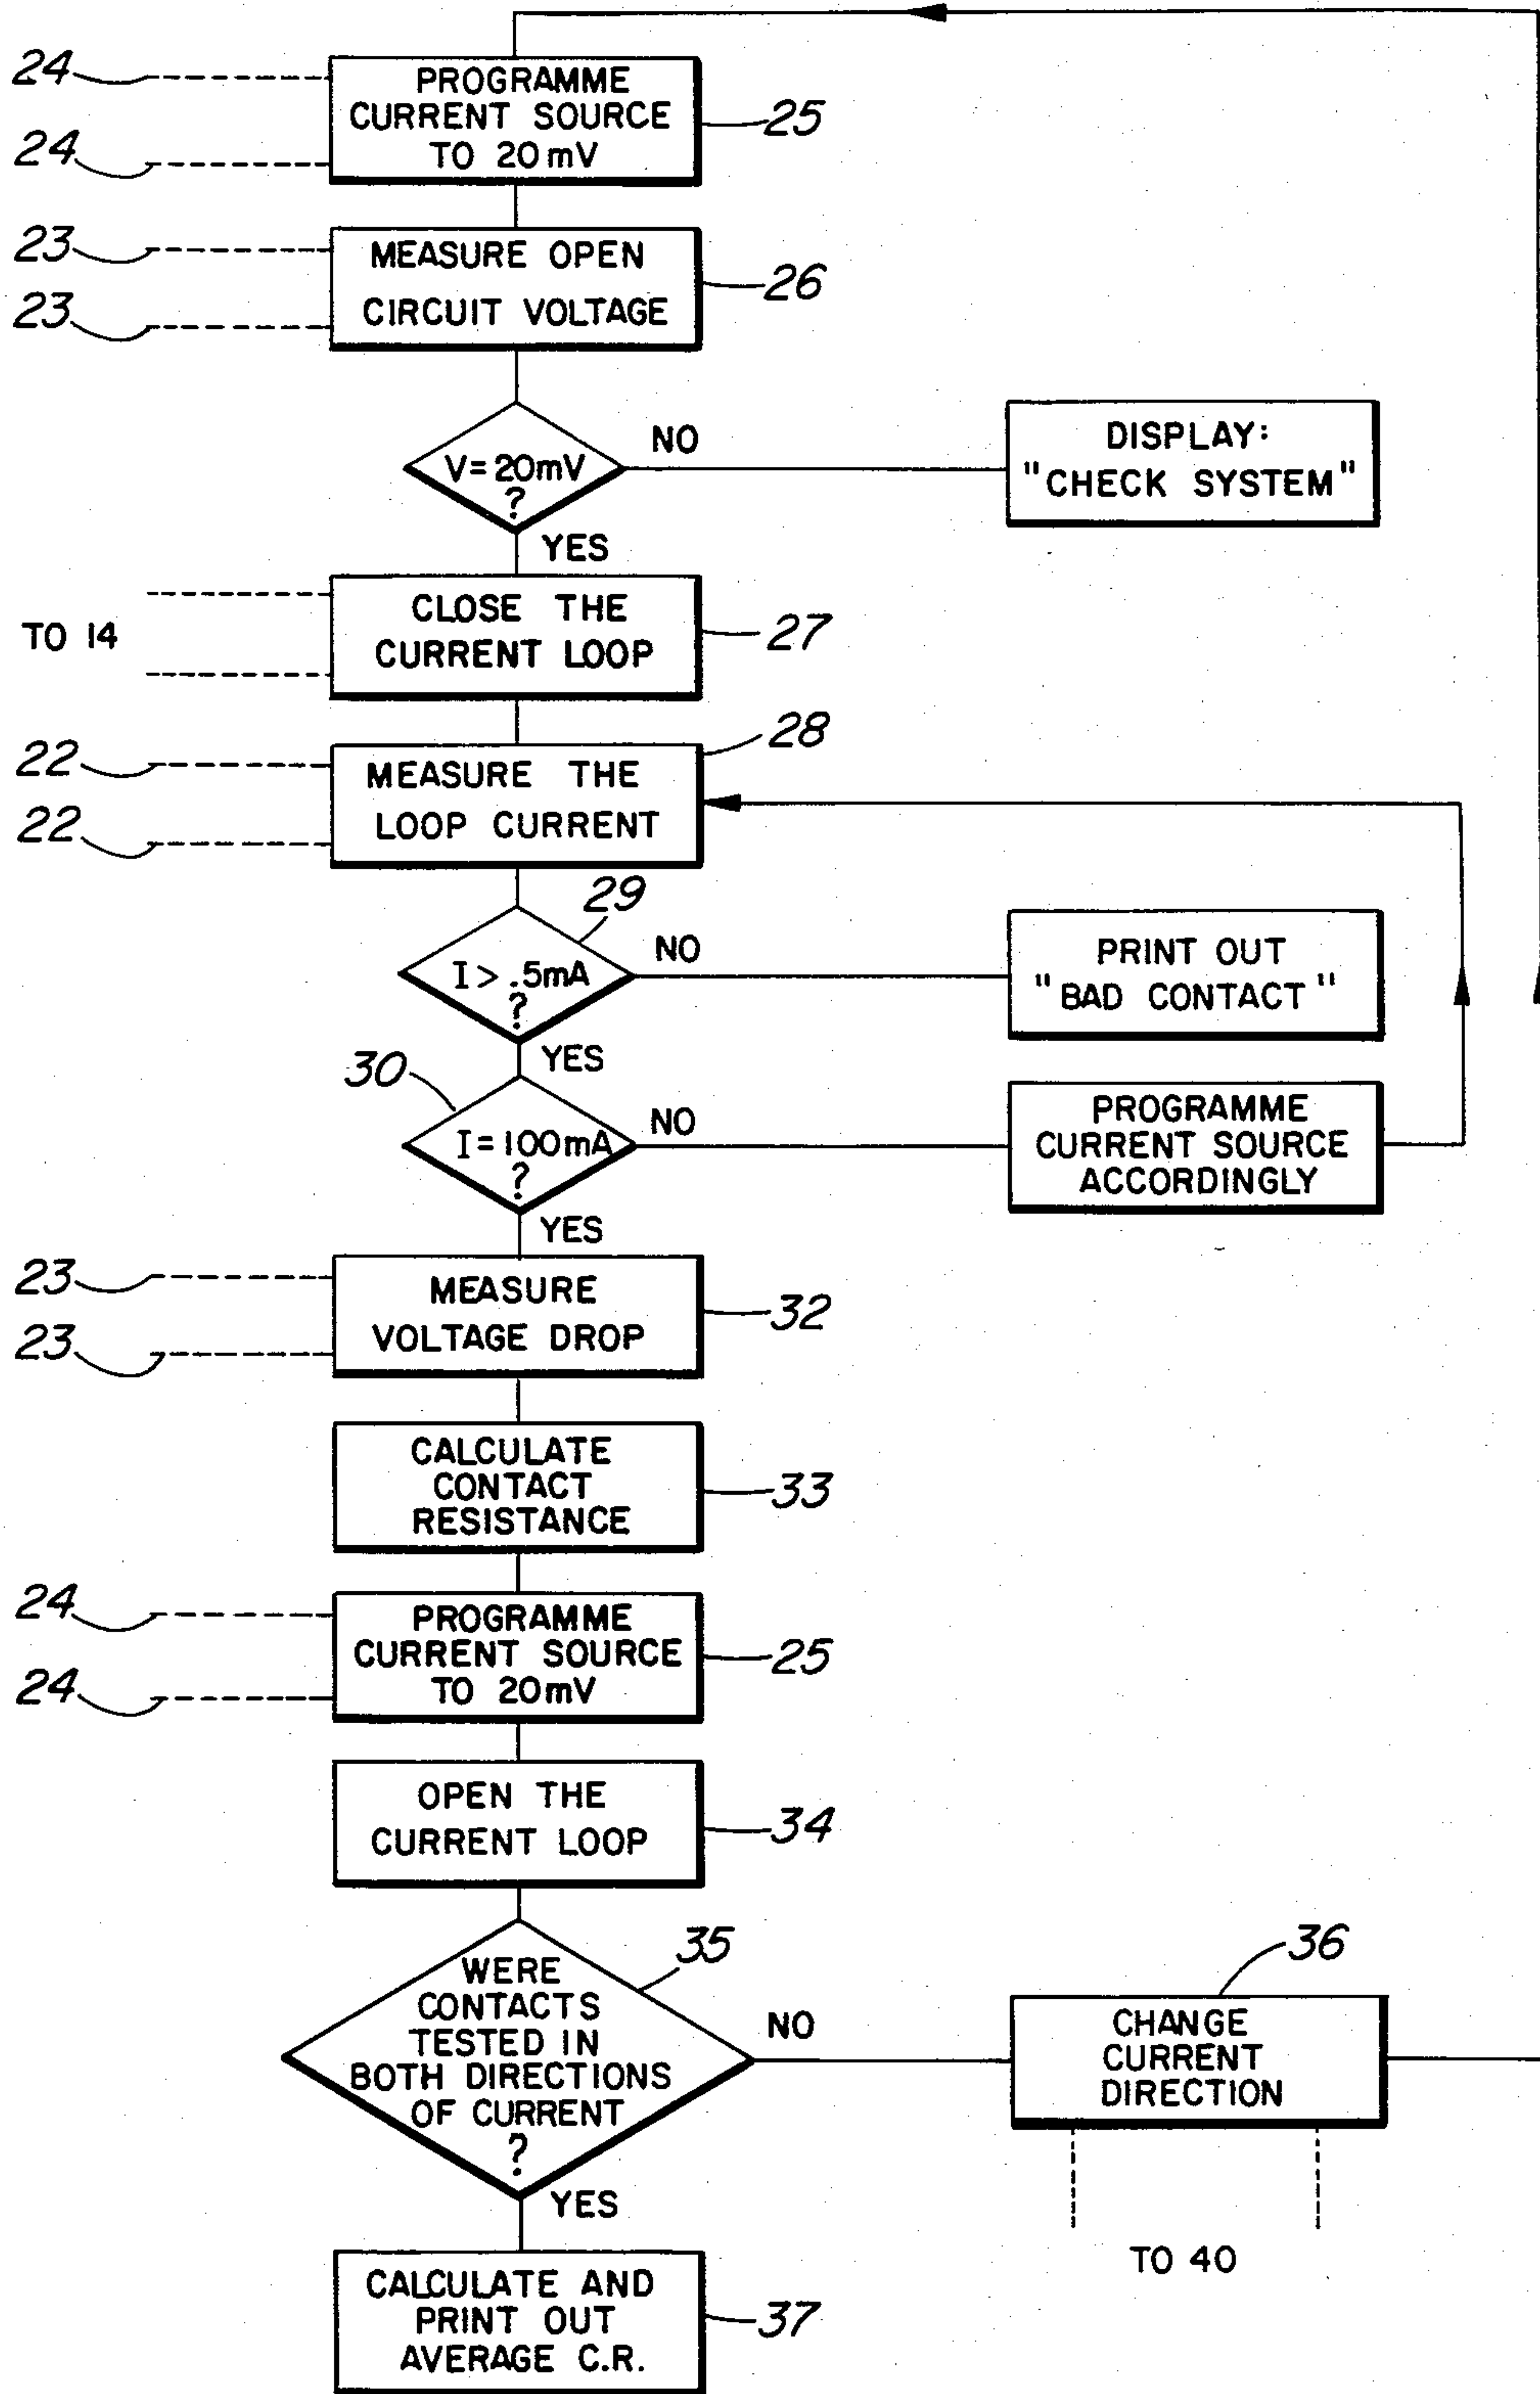 24
PROGRAMME
CURRENT SOURCE
TO 20mV
25
24
23
MEASURE OPEN
CIRCUIT VOLTAGE
26
23
V=20mV
?
NO
DISPLAY:
"CHECK SYSTEM"
YES
TO 14
CLOSE THE
CURRENT LOOP
27
28
22
MEASURE THE
LOOP CURRENT
22
29
I > .5mA
?
NO
PRINT OUT
"BAD CONTACT"
YES
30
I=100mA
?
NO
PROGRAMME
CURRENT SOURCE
ACCORDINGLY
YES
23
MEASURE
VOLTAGE DROP
32
23
CALCULATE
CONTACT
RESISTANCE
33
24
PROGRAMME
CURRENT SOURCE
TO 20mV
25
24
OPEN THE
CURRENT LOOP
34
35
WERE
CONTACTS
TESTED IN
BOTH DIRECTIONS
OF CURRENT
?
NO
36
CHANGE
CURRENT
DIRECTION
TO 40
YES
CALCULATE AND
PRINT OUT
AVERAGE C.R.
37